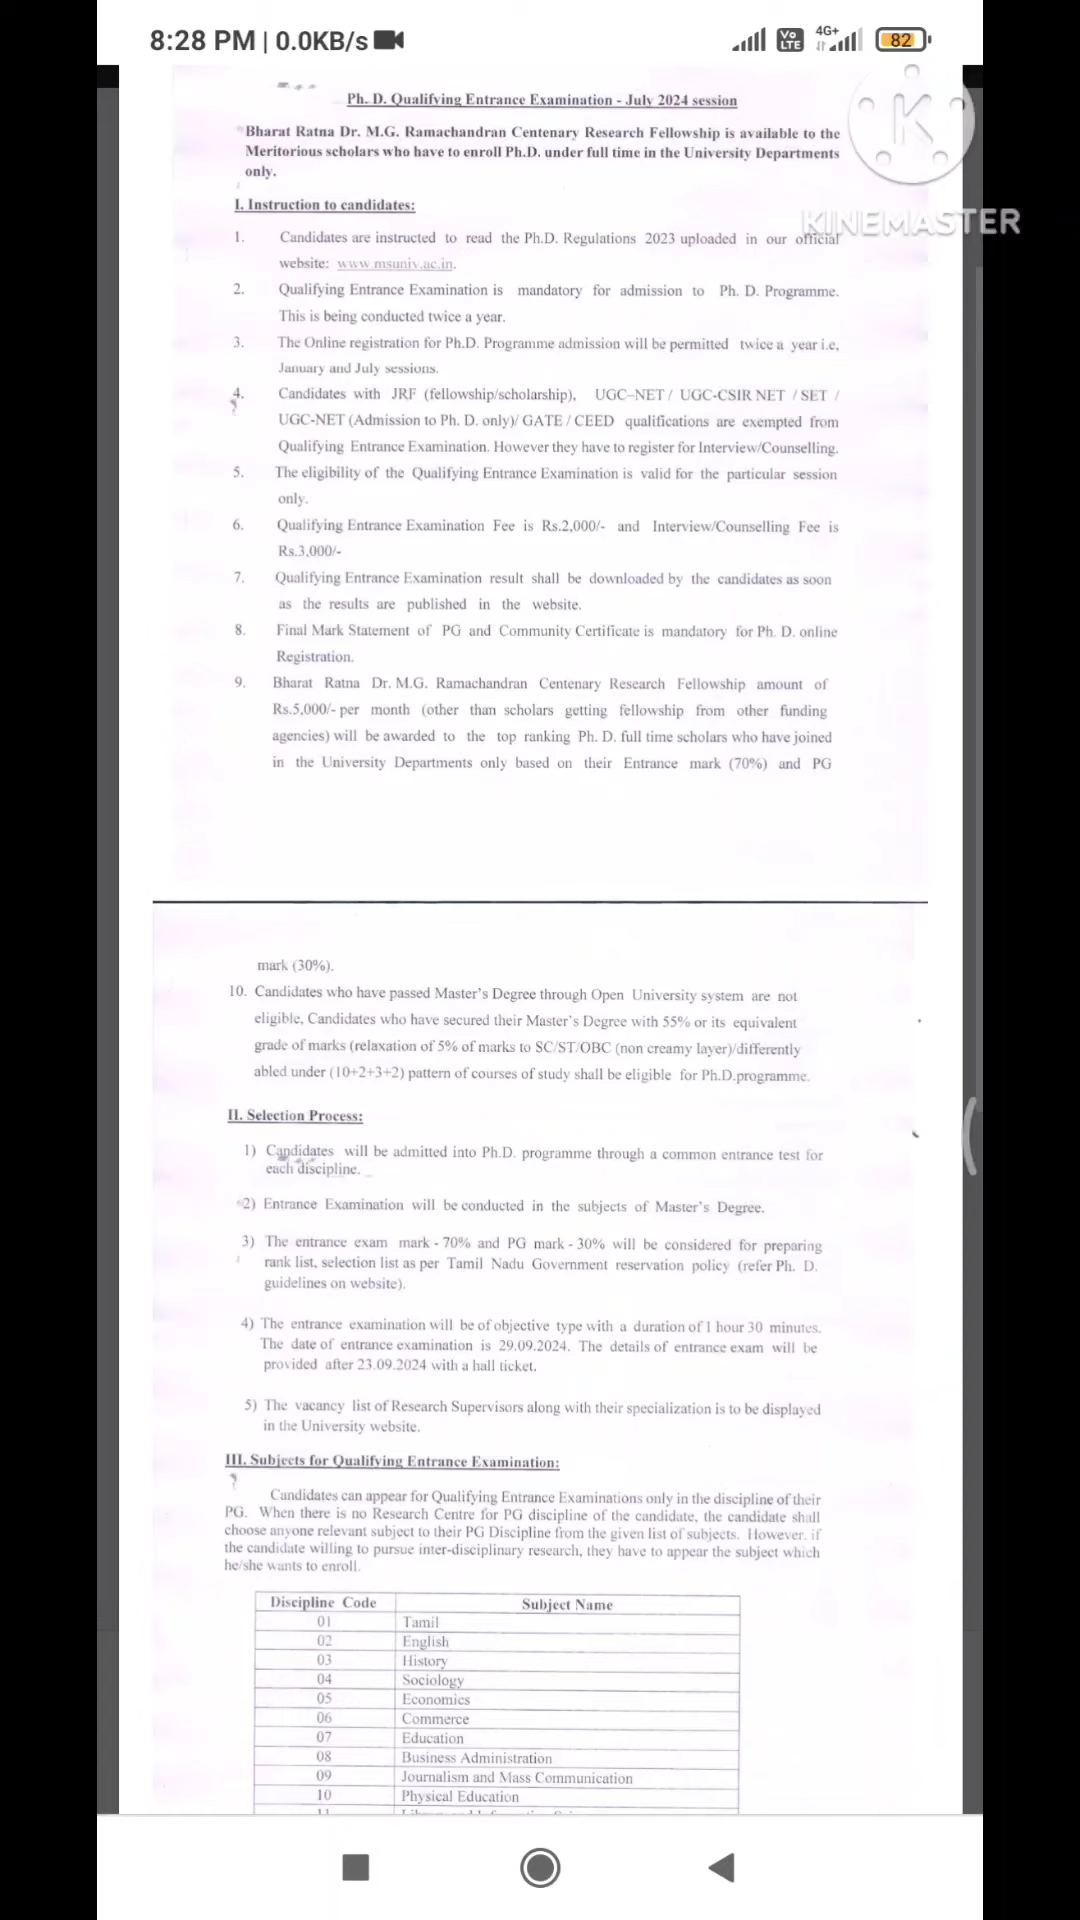 8:28 PM | 0.0KB/s
Vo LTE 4G+ 82
KINEMASTER
Ph. D. Qualifying Entrance Examination - July 2024 session
Bharat Ratna Dr. M.G. Ramachandran Centenary Research Fellowship is available to the
Meritorious scholars who have to enroll Ph.D. under full time in the University Departments
only.
I. Instruction to candidates:
1. Candidates are instructed to read the Ph.D. Regulations 2023 uploaded in our official
website: www.msuniv.ac.in.
2. Qualifying Entrance Examination is mandatory for admission to Ph. D. Programme.
This is being conducted twice a year.
3. The Online registration for Ph.D. Programme admission will be permitted twice a year i.e,
January and July sessions.
4. Candidates with JRF (fellowship/scholarship), UGC-NET / UGC-CSIR NET / SET /
UGC-NET (Admission to Ph. D. only)/ GATE / CEED qualifications are exempted from
Qualifying Entrance Examination. However they have to register for Interview/Counselling.
5. The eligibility of the Qualifying Entrance Examination is valid for the particular session
only.
6. Qualifying Entrance Examination Fee is Rs.2,000/- and Interview/Counselling Fee is
Rs.3,000/-
7. Qualifying Entrance Examination result shall be downloaded by the candidates as soon
as the results are published in the website.
8. Final Mark Statement of PG and Community Certificate is mandatory for Ph. D. online
Registration.
9. Bharat Ratna Dr. M.G. Ramachandran Centenary Research Fellowship amount of
Rs.5,000/- per month (other than scholars getting fellowship from other funding
agencies) will be awarded to the top ranking Ph. D. full time scholars who have joined
in the University Departments only based on their Entrance mark (70%) and PG
mark (30%).
10. Candidates who have passed Master's Degree through Open University system are not
eligible, Candidates who have secured their Master's Degree with 55% or its equivalent
grade of marks (relaxation of 5% of marks to SC/ST/OBC (non creamy layer)/differently
abled under (10+2+3+2) pattern of courses of study shall be eligible for Ph.D.programme.
II. Selection Process:
1) Candidates will be admitted into Ph.D. programme through a common entrance test for
each discipline.
2) Entrance Examination will be conducted in the subjects of Master's Degree.
3) The entrance exam mark - 70% and PG mark - 30% will be considered for preparing
rank list, selection list as per Tamil Nadu Government reservation policy (refer Ph. D.
guidelines on website).
4) The entrance examination will be of objective type with a duration of 1 hour 30 minutes.
The date of entrance examination is 29.09.2024. The details of entrance exam will be
provided after 23.09.2024 with a hall ticket.
5) The vacancy list of Research Supervisors along with their specialization is to be displayed
in the University website.
III. Subjects for Qualifying Entrance Examination:
Candidates can appear for Qualifying Entrance Examinations only in the discipline of their
PG. When there is no Research Centre for PG discipline of the candidate, the candidate shall
choose anyone relevant subject to their PG Discipline from the given list of subjects. However, if
the candidate willing to pursue inter-disciplinary research, they have to appear the subject which
he/she wants to enroll.
Discipline Code Subject Name
01 Tamil
02 English
03 History
04 Sociology
05 Economics
06 Commerce
07 Education
08 Business Administration
09 Journalism and Mass Communication
10 Physical Education